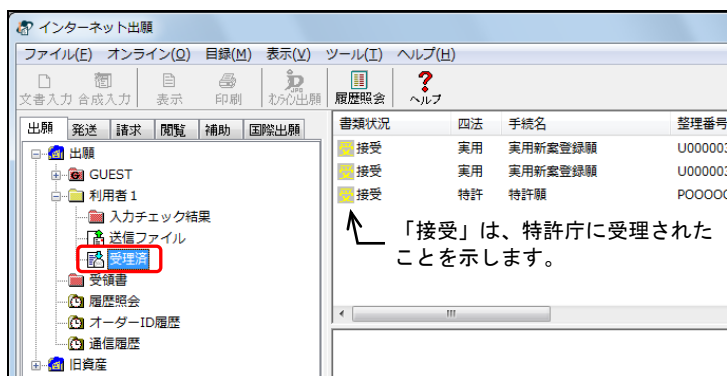 インターネット出願
ファイル(F) オンライン(O) 目録(M) 表示(V) ツール(T) ヘルプ(H)
文書入力 合成入力 表示 印刷 オンライン出願 履歴照会 ヘルプ
出願 発送 請求 閲覧 補助 国際出願
出願
GUEST
利用者1
入力チェック結果
送信ファイル
受理済
受領書
履歴照会
オーダーID履歴
通信履歴
旧資産
書類状況 四法 手続名 整理番号
接受 実用 実用新案登録願 U000003
接受 実用 実用新案登録願 U000003
接受 特許 特許願
「接受」は、特許庁に受理された
ことを示します。